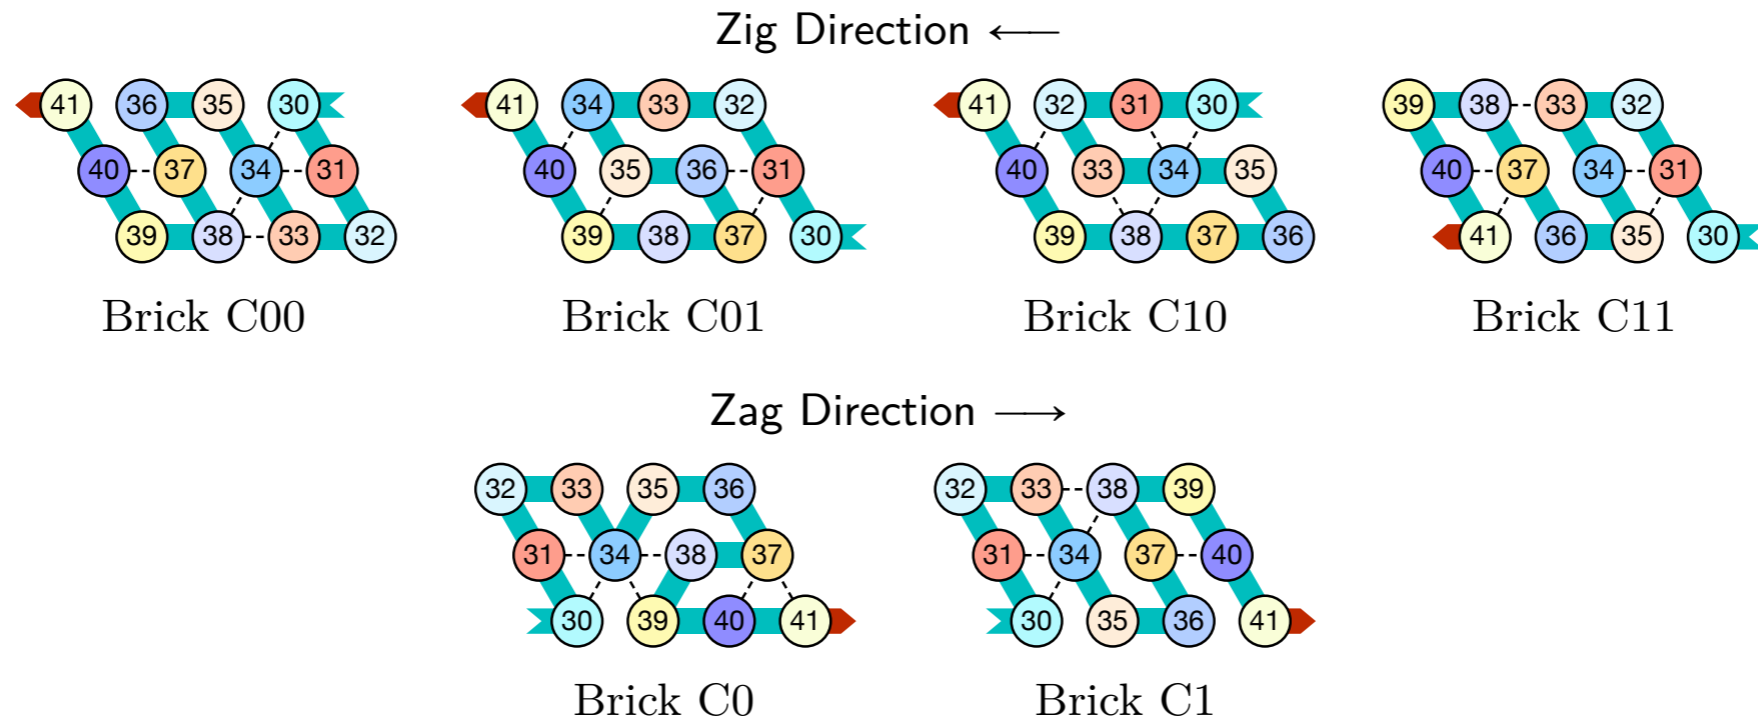 Zig Direction ←
41 36 35 30 41 34 33 32 41 32 31 30 39 38 33 32
40 37 34 31 40 35 36 31 40 33 34 35 40 37 34 31
39 38 33 32 39 38 37 30 39 38 37 36 41 36 35 30
Brick C00 Brick C01 Brick C10 Brick C11
Zag Direction →
32 33 35 36 32 33 38 39
31 34 38 37 31 34 37 40
30 39 40 41 30 35 36 41
Brick C0 Brick C1